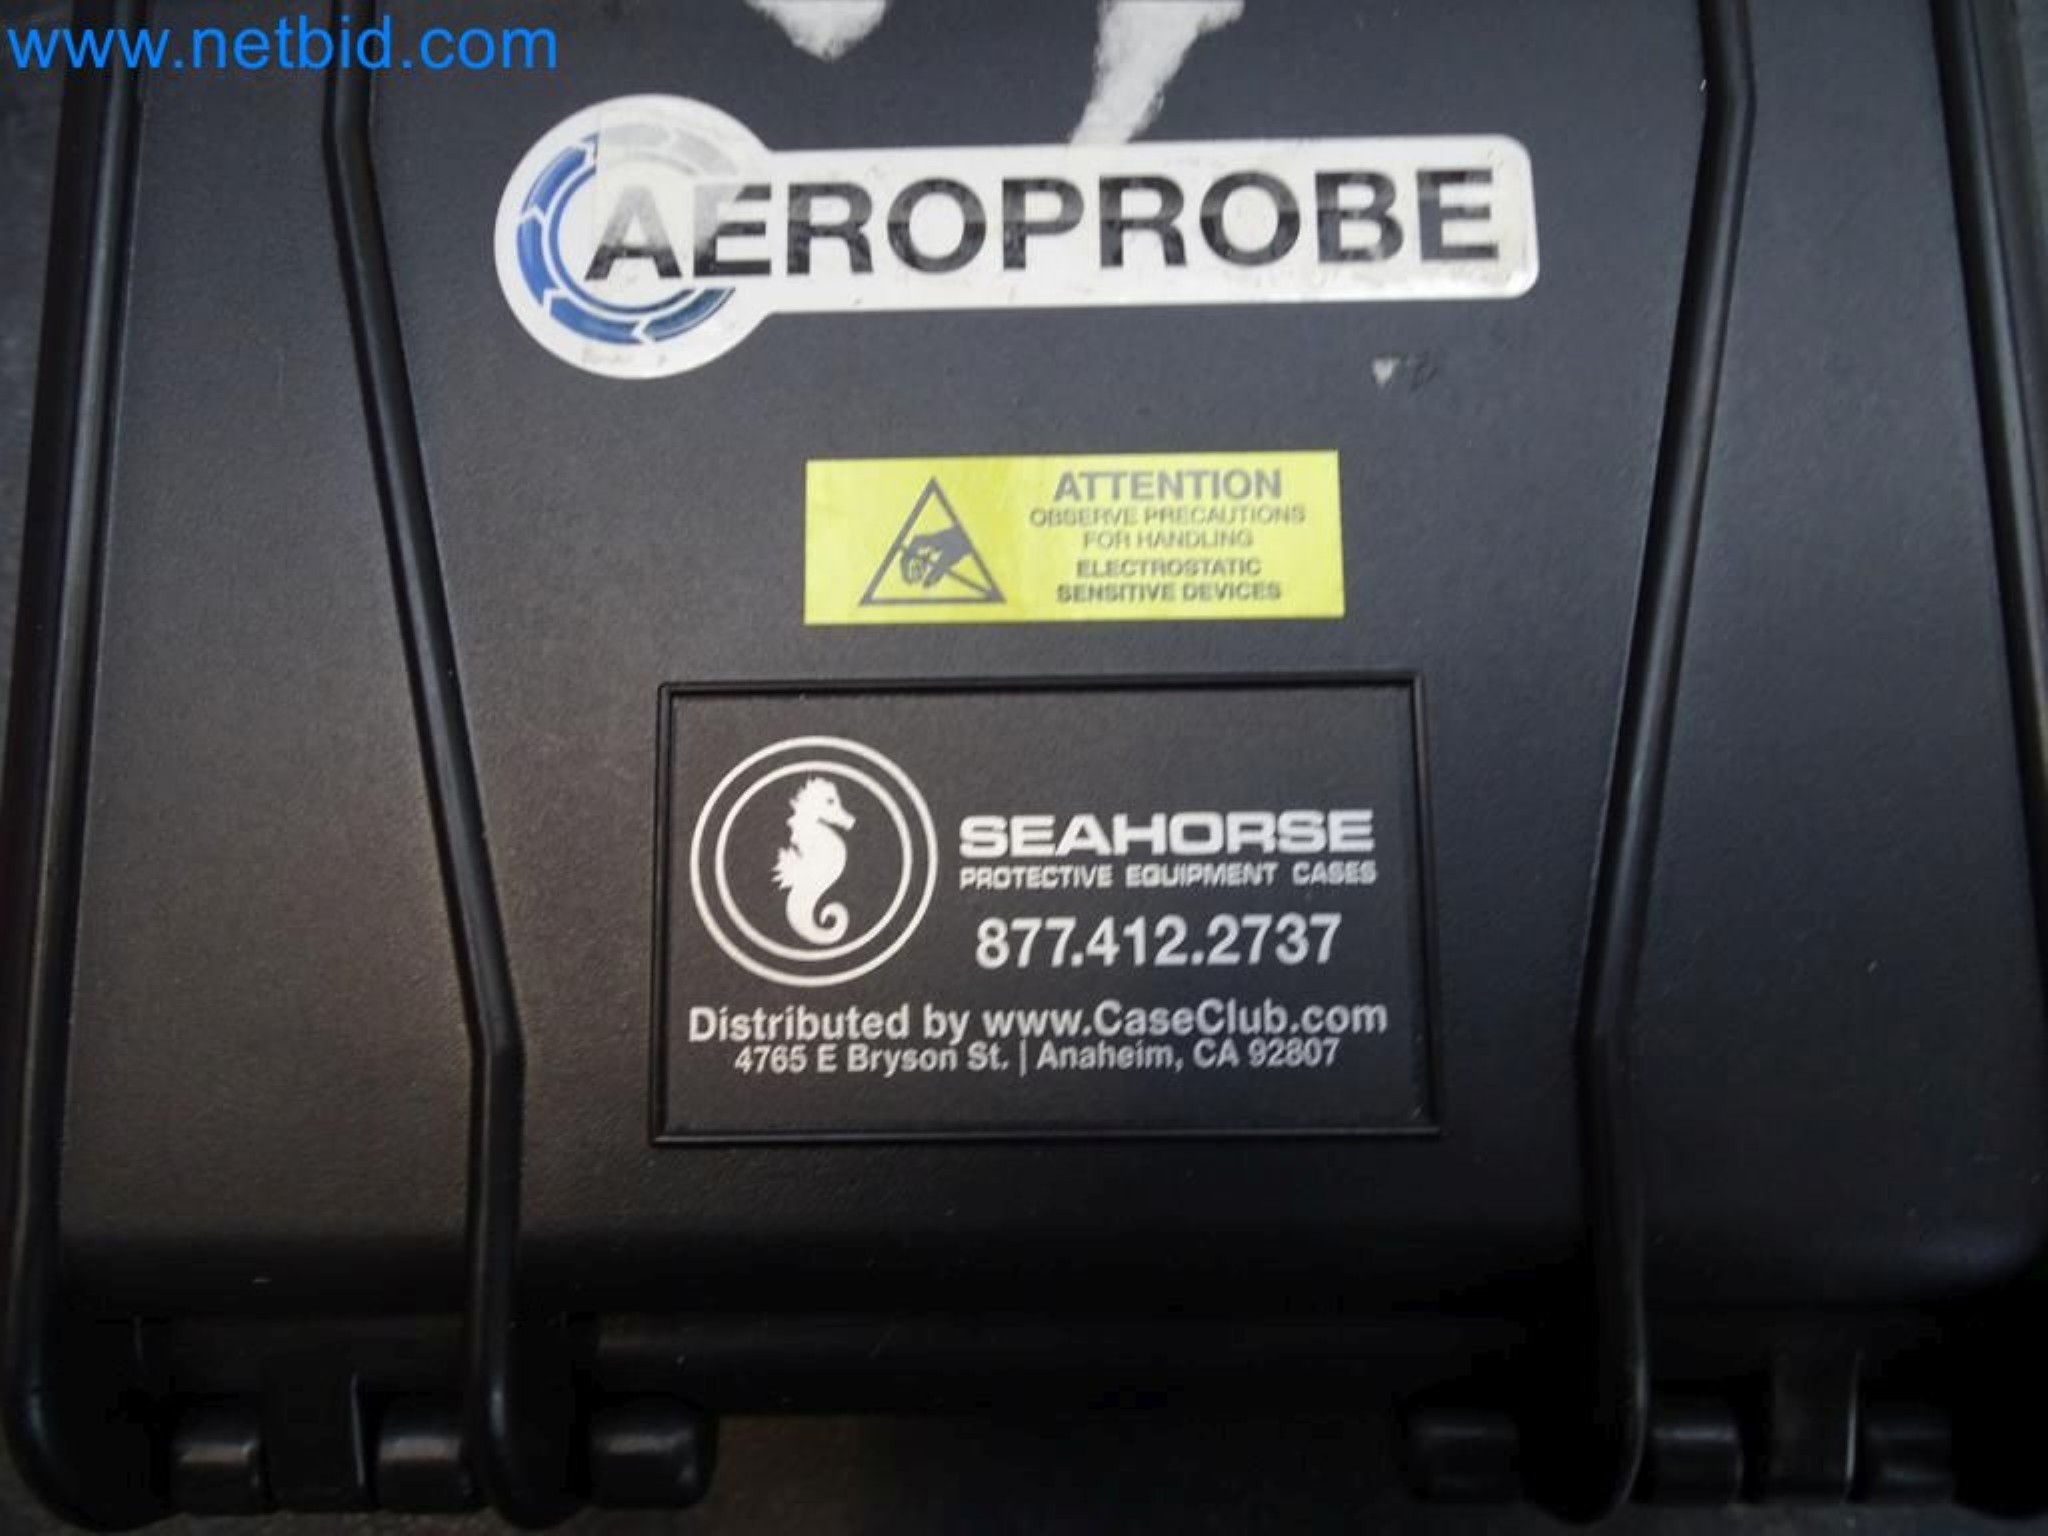 www.netbid.com
AEROPROBE
ATTENTION
OBSERVE PRECAUTIONS
FOR HANDLING
ELECTROSTATIC
SENSITIVE DEVICES
SEAHORSE
PROTECTIVE EQUIPMENT CASES
877.412.2737
Distributed by www.CaseClub.com
4765 E Bryson St. | Anaheim, CA 92807